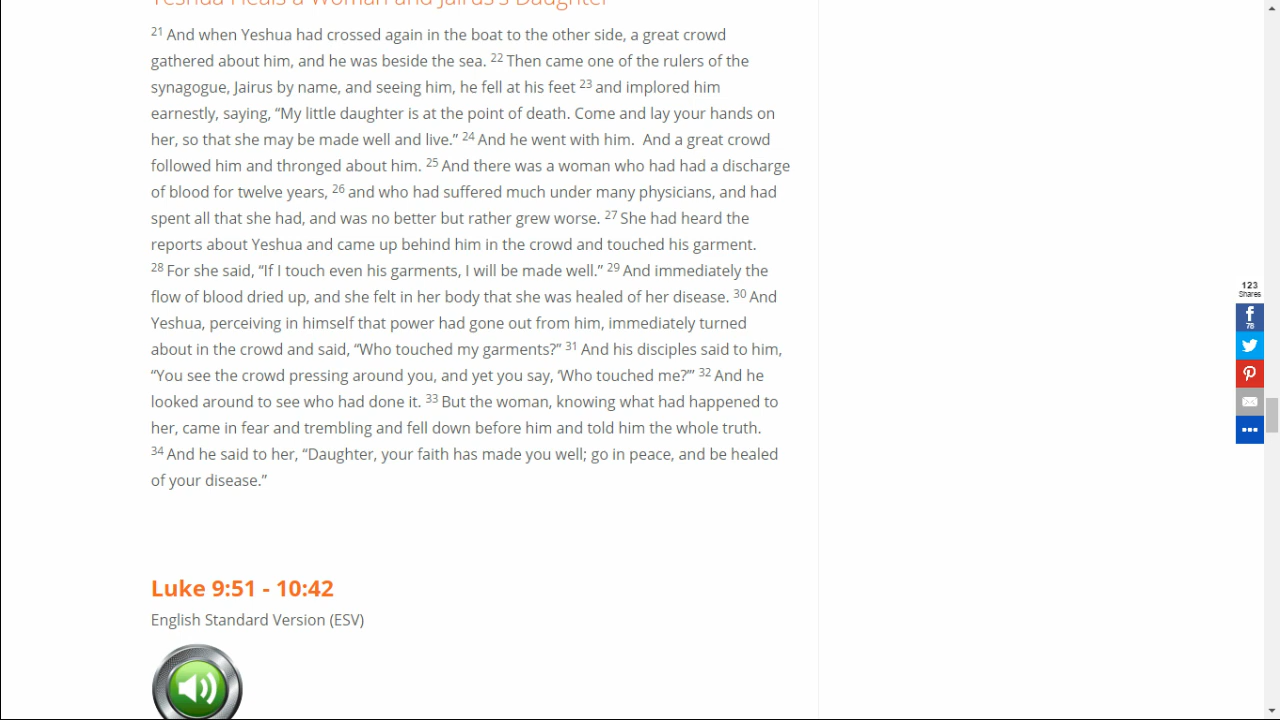 Yeshua Heals a Woman and Jairus's Daughter
21 And when Yeshua had crossed again in the boat to the other side, a great crowd
gathered about him, and he was beside the sea. 22 Then came one of the rulers of the
synagogue, Jairus by name, and seeing him, he fell at his feet 23 and implored him
earnestly, saying, “My little daughter is at the point of death. Come and lay your hands on
her, so that she may be made well and live.” 24 And he went with him.  And a great crowd
followed him and thronged about him. 25 And there was a woman who had had a discharge
of blood for twelve years, 26 and who had suffered much under many physicians, and had
spent all that she had, and was no better but rather grew worse. 27 She had heard the
reports about Yeshua and came up behind him in the crowd and touched his garment.
28 For she said, “If I touch even his garments, I will be made well.” 29 And immediately the
flow of blood dried up, and she felt in her body that she was healed of her disease. 30 And
Yeshua, perceiving in himself that power had gone out from him, immediately turned
about in the crowd and said, “Who touched my garments?” 31 And his disciples said to him,
“You see the crowd pressing around you, and yet you say, ‘Who touched me?’” 32 And he
looked around to see who had done it. 33 But the woman, knowing what had happened to
her, came in fear and trembling and fell down before him and told him the whole truth.
34 And he said to her, “Daughter, your faith has made you well; go in peace, and be healed
of your disease.”
Luke 9:51 - 10:42
English Standard Version (ESV)
123
Shares
78